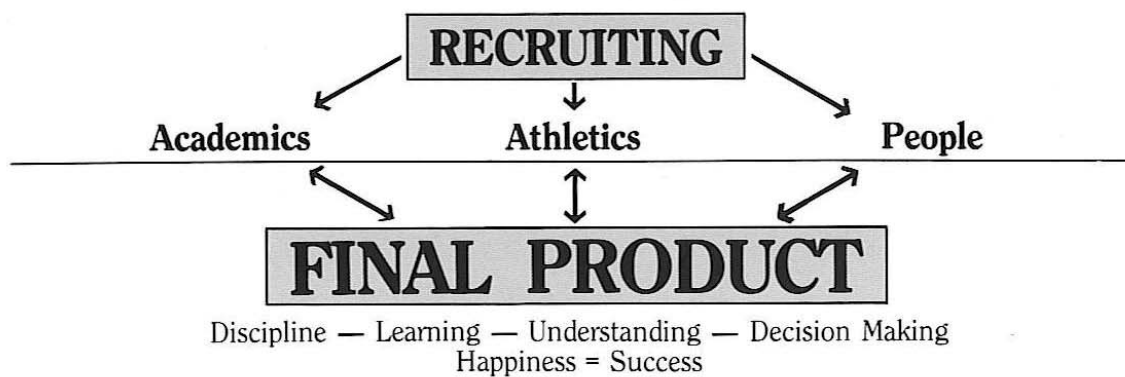 RECRUITING
Academics Athletics People
FINAL PRODUCT
Discipline — Learning — Understanding — Decision Making
Happiness = Success